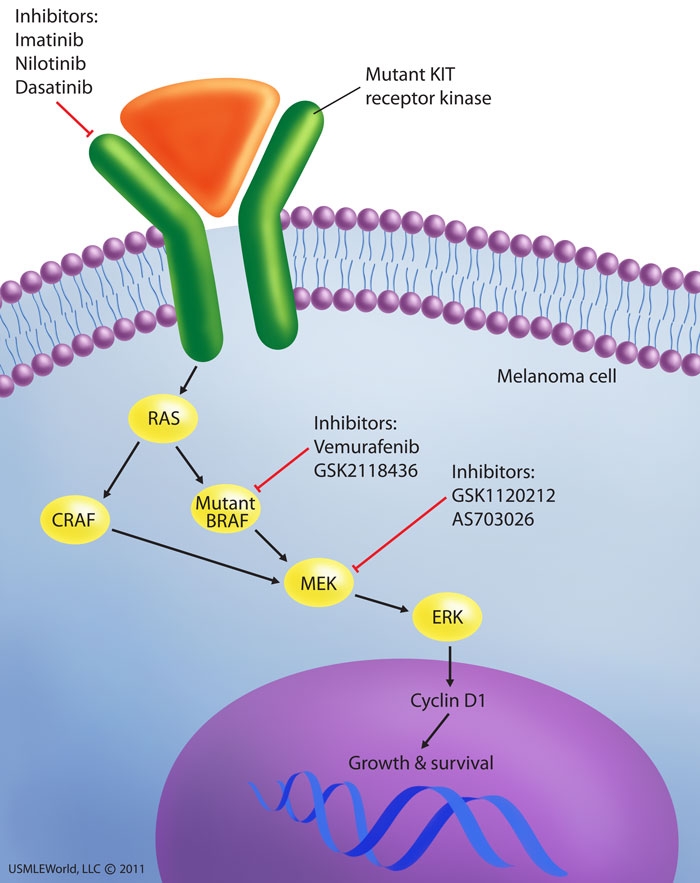 Inhibitors:
Imatinib
Nilotinib
Dasatinib
Mutant KIT
receptor kinase
Melanoma cell
RAS
Inhibitors:
Vemurafenib
GSK2118436
Inhibitors:
GSK1120212
AS703026
CRAF
Mutant
BRAF
MEK
ERK
Cyclin D1
Growth & survival
USMLEWorld, LLC © 2011